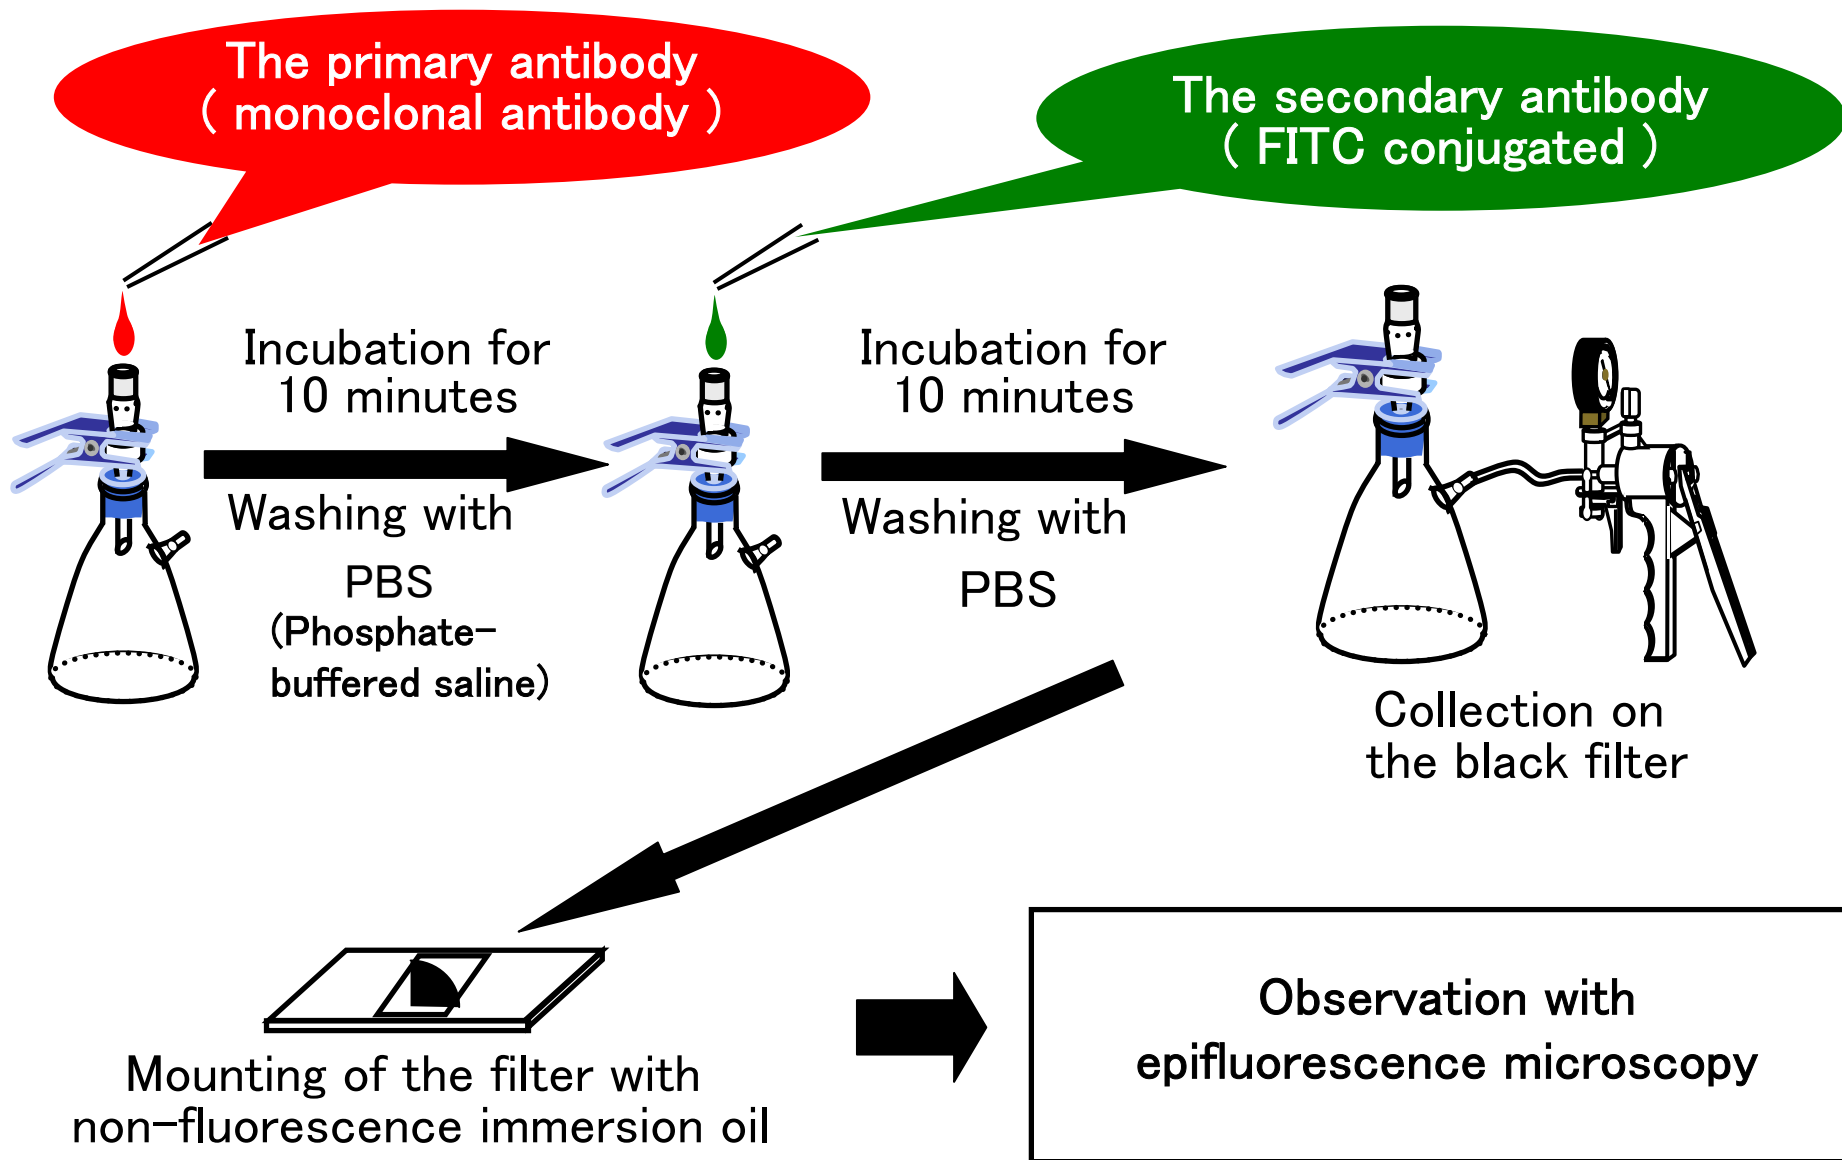 The primary antibody
( monoclonal antibody )
The secondary antibody
( FITC conjugated )
Incubation for
10 minutes
Washing with
PBS
(Phosphate-
buffered saline)
Incubation for
10 minutes
Washing with
PBS
Collection on
the black filter
Mounting of the filter with
non-fluorescence immersion oil
Observation with
epifluorescence microscopy